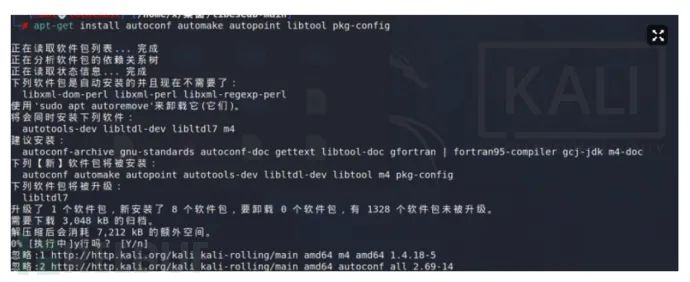 apt-get install autoconf automake autopoint libtool pkg-config
正在读取软件包列表... 完成
正在分析软件包的依赖关系树
正在读取状态信息... 完成
下列软件包是自动安装的并且现在不需要了：
libxml-dom-perl libxml-perl libxml-regexp-perl
使用'sudo apt autoremove'来卸载它(它们)。
将会同时安装下列软件：
autotools-dev libltdl-dev libltdl7 m4
建议安装：
autoconf-archive gnu-standards autoconf-doc gettext libtool-doc gfortran | fortran95-compiler gcj-jdk m4-doc
下列【新】软件包将被安装：
autoconf automake autopoint autotools-dev libltdl-dev libtool m4 pkg-config
下列软件包将被升级：
libltdl7
升级了 1 个软件包，新安装了 8 个软件包，要卸载 0 个软件包，有 1328 个软件包未被升级。
需要下载 3,048 kB 的归档。
解压缩后会消耗 7,212 kB 的额外空间。
0% [执行中]y行吗？ [Y/n]
忽略:1 http://http.kali.org/kali kali-rolling/main amd64 m4 amd64 1.4.18-5
忽略:2 http://http.kali.org/kali kali-rolling/main amd64 autoconf all 2.69-14
KALI